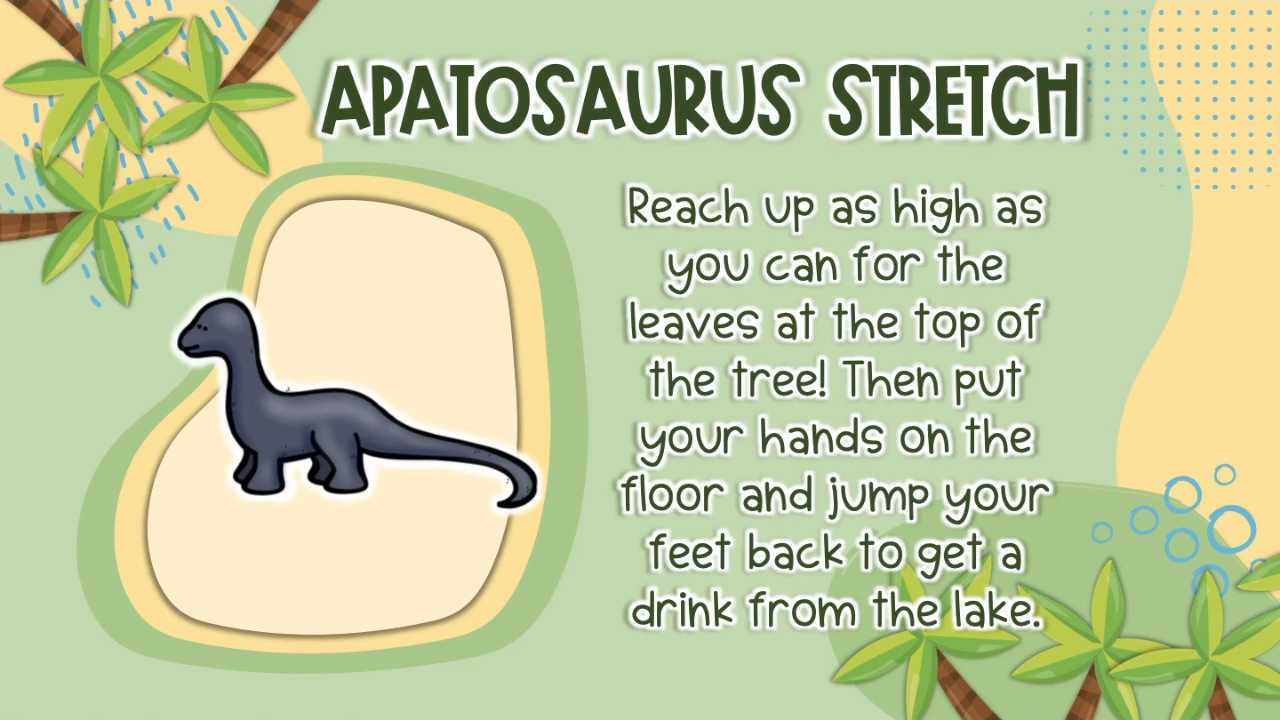 APATOSAURUS STRETCH
Reach up as high as
you can for the
leaves at the top of
the tree! Then put
your hands on the
floor and jump your
feet back to get a
drink from the lake.